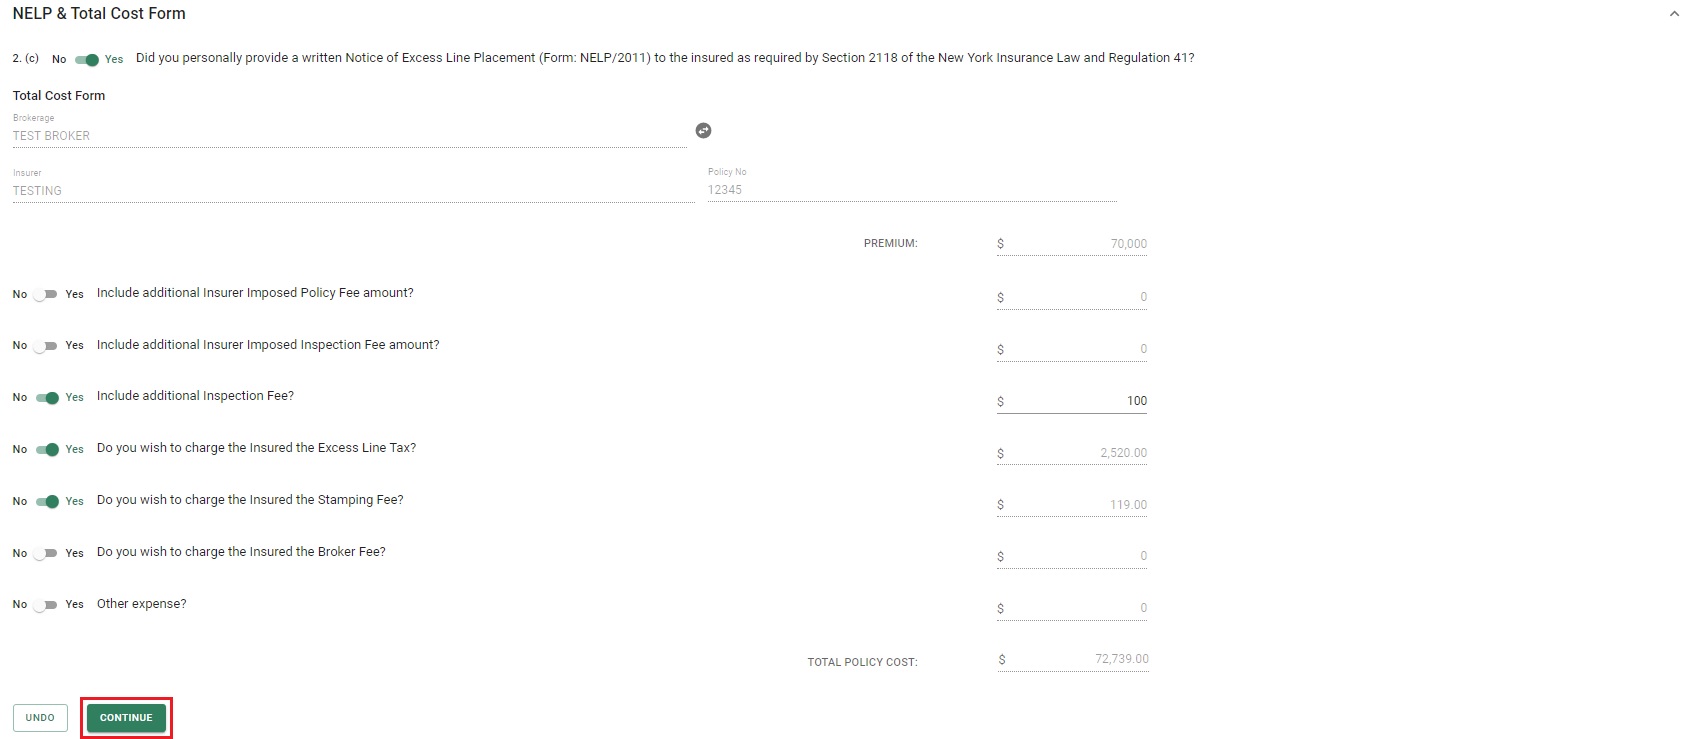 NELP & Total Cost Form
2. (c) No Yes Did you personally provide a written Notice of Excess Line Placement (Form: NELP/2011) to the insured as required by Section 2118 of the New York Insurance Law and Regulation 41?
Total Cost Form
Brokerage
TEST BROKER
Insurer
TESTING
Policy No
12345
PREMIUM: $ 70,000
No Yes Include additional Insurer Imposed Policy Fee amount? $ 0
No Yes Include additional Insurer Imposed Inspection Fee amount? $ 0
No Yes Include additional Inspection Fee? $ 100
No Yes Do you wish to charge the Insured the Excess Line Tax? $ 2,520.00
No Yes Do you wish to charge the Insured the Stamping Fee? $ 119.00
No Yes Do you wish to charge the Insured the Broker Fee? $ 0
No Yes Other expense? $ 0
TOTAL POLICY COST: $ 72,739.00
UNDO CONTINUE